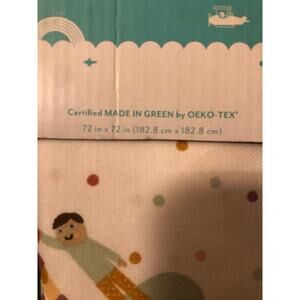 Certified MADE IN GREEN by OEKO-TEX®
72 in x 72 in (182.8 cm x 182.8 cm)